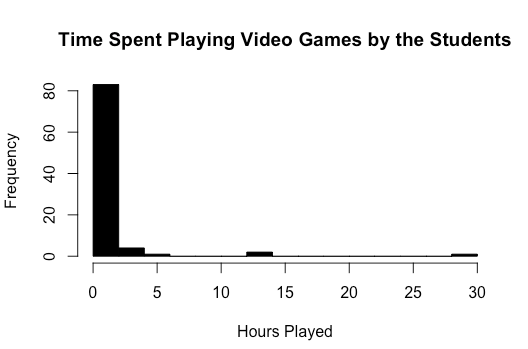 Time Spent Playing Video Games by the Students
80
60
40
20
0
Frequency
0 5 10 15 20 25 30
Hours Played